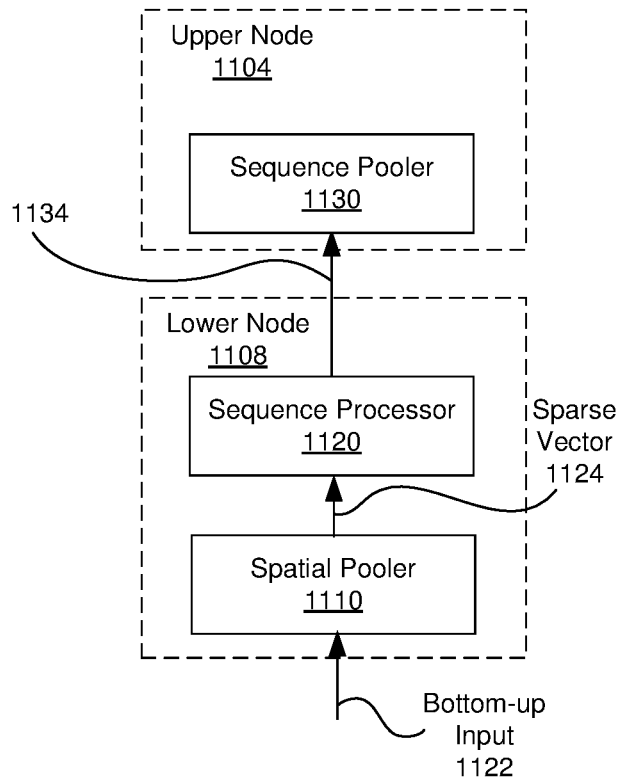 Upper Node
1104
Sequence Pooler
1130
1134
Lower Node
1108
Sequence Processor
1120
Sparse
Vector
1124
Spatial Pooler
1110
Bottom-up
Input
1122